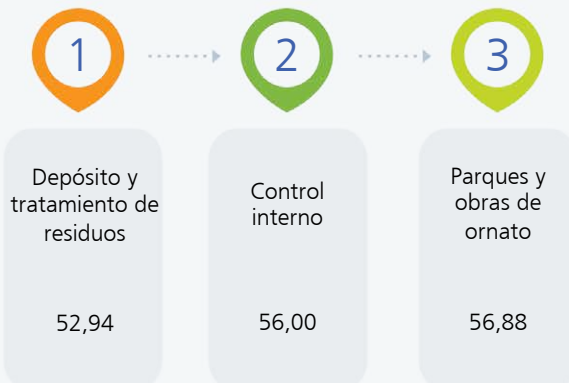 1
2
3
Depósito y
tratamiento de
residuos
52,94
Control
interno
56,00
Parques y
obras de
ornato
56,88